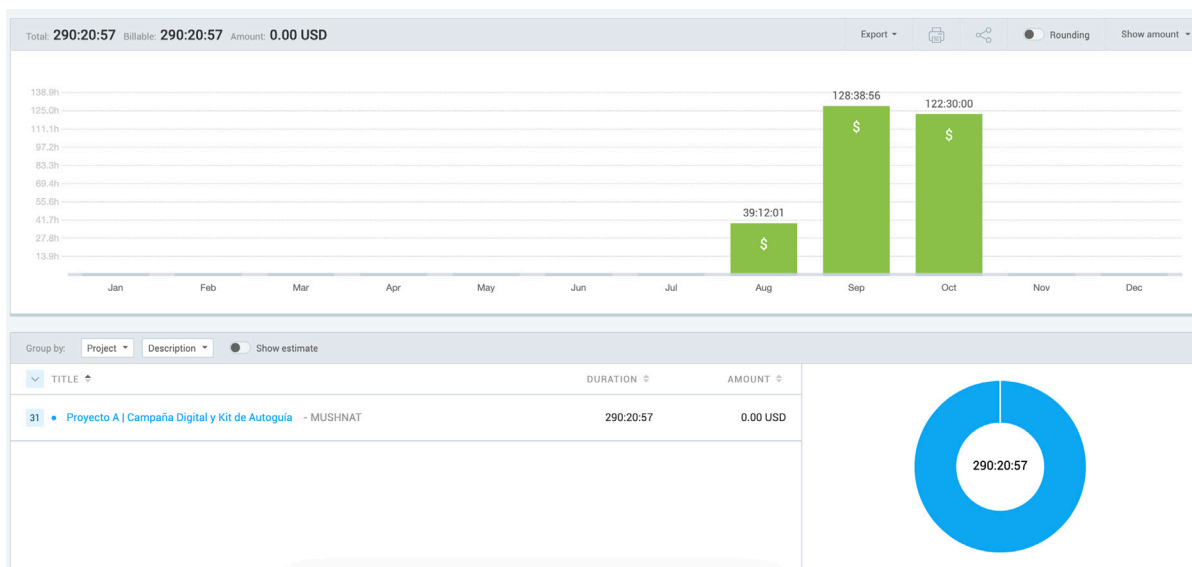 Total: 290:20:57 Billable: 290:20:57 Amount: 0.00 USD Export Rounding Show amount
138.9h
125.0h
111.1h
97.2h
83.3h
69.4h
55.6h
41.7h
27.8h
13.9h
128:38:56
122:30:00
39:12:01
$ $ $
Jan Feb Mar Apr May Jun Jul Aug Sep Oct Nov Dec
Group by: Project Description Show estimate
TITLE DURATION AMOUNT
31 • Proyecto A | Campaña Digital y Kit de Autoguía - MUSHNAT 290:20:57 0.00 USD
290:20:57